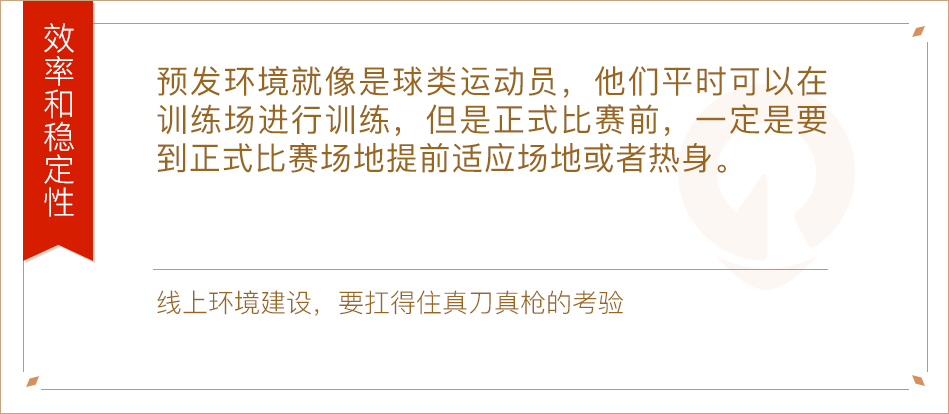 效率和稳定性
预发环境就像是球类运动员，他们平时可以在
训练场进行训练，但是正式比赛前，一定是要
到正式比赛场地提前适应场地或者热身。
线上环境建设，要扛得住真刀真枪的考验